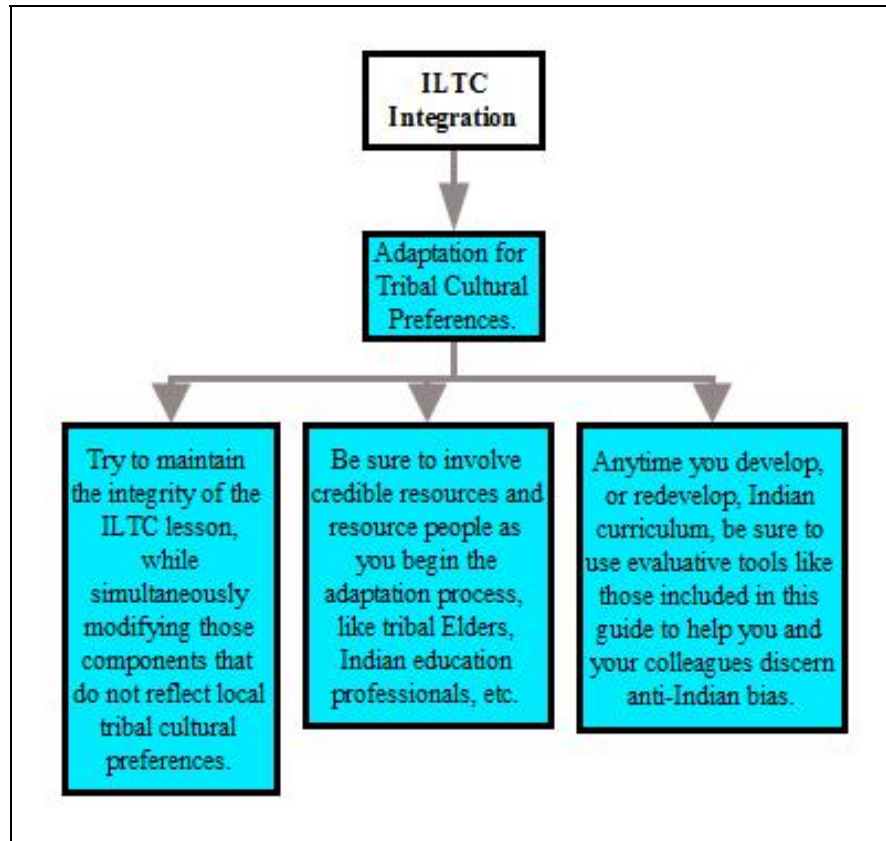 ILTC
Integration
Adaptation for
Tribal Cultural
Preferences.
Try to maintain
the integrity of the
ILTC lesson,
while
simultaneously
modifying those
components that
do not reflect local
tribal cultural
preferences.
Be sure to involve
credible resources and
resource people as
you begin the
adaptation process,
like tribal Elders,
Indian education
professionals, etc.
Anytime you develop,
or redevelop, Indian
curriculum, be sure to
use evaluative tools like
those included in this
guide to help you and
your colleagues discern
anti-Indian bias.